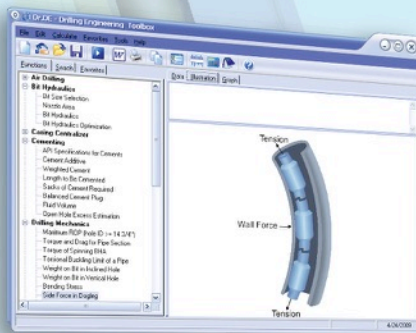 Dr.DE - Drilling Engineering Toolbox
File Edit Calculate Favorites Tools Help
Functions Search Favorites
Air Drilling
Bit Hydraulics
Bit Size Selection
Nozzle Area
Bit Hydraulics
Bit Hydraulics Optimization
Casing Centralizer
Cementing
API Specifications for Cements
Cement Additive
Weighted Cement
Length to Be Cemented
Sacks of Cement Required
Balanced Cement Plug
Fluid Volume
Open Hole Excess Estimation
Drilling Mechanics
Maximum ROP (hole ID >= 14 3/4")
Torque and Drag for Pipe Section
Torque of Spinning BHA
Torsional Buckling Limit of a Pipe
Weight on Bit in Inclined Hole
Weight on Bit in Vertical Hole
Bending Stress
Side Force in Dogleg
Data Illustration Graph
Tension
Wall Force
Tension
6/26/2009